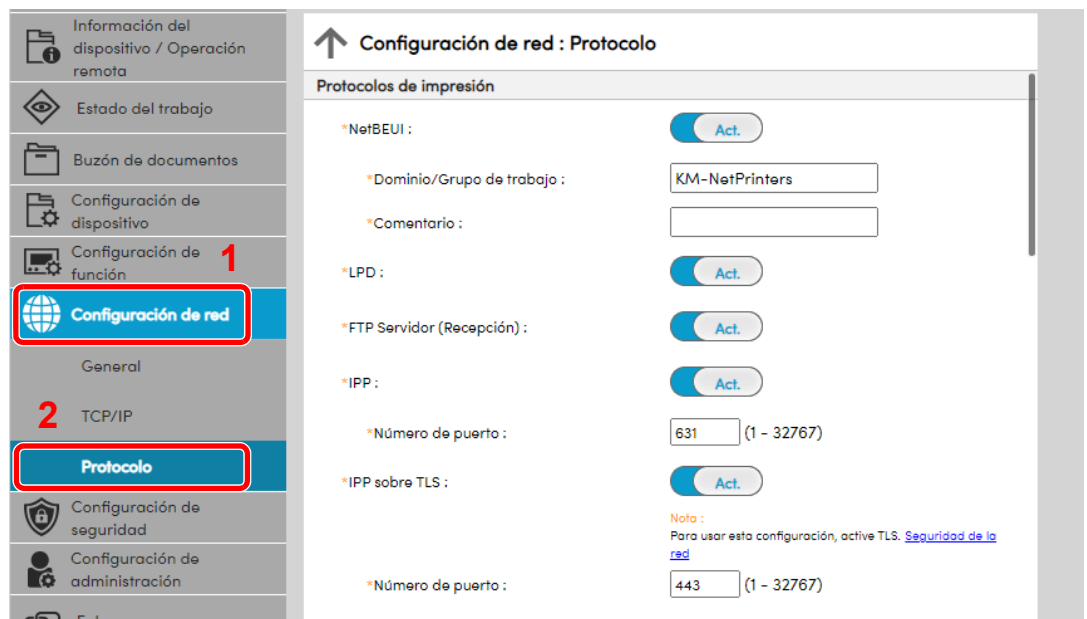 Información del
dispositivo / Operación
remota
Estado del trabajo
Buzón de documentos
Configuración de
dispositivo
Configuración de
función
1
Configuración de red
General
2
TCP/IP
Protocolo
Configuración de
seguridad
Configuración de
administración
Configuración de red : Protocolo
Protocolos de impresión
*NetBEUI : Act.
*Dominio/Grupo de trabajo : KM-NetPrinters
*Comentario :
*LPD : Act.
*FTP Servidor (Recepción) : Act.
*IPP : Act.
*Número de puerto : 631 (1 - 32767)
*IPP sobre TLS : Act.
Nota :
Para usar esta configuración, active TLS. Seguridad de la
red
*Número de puerto : 443 (1 - 32767)